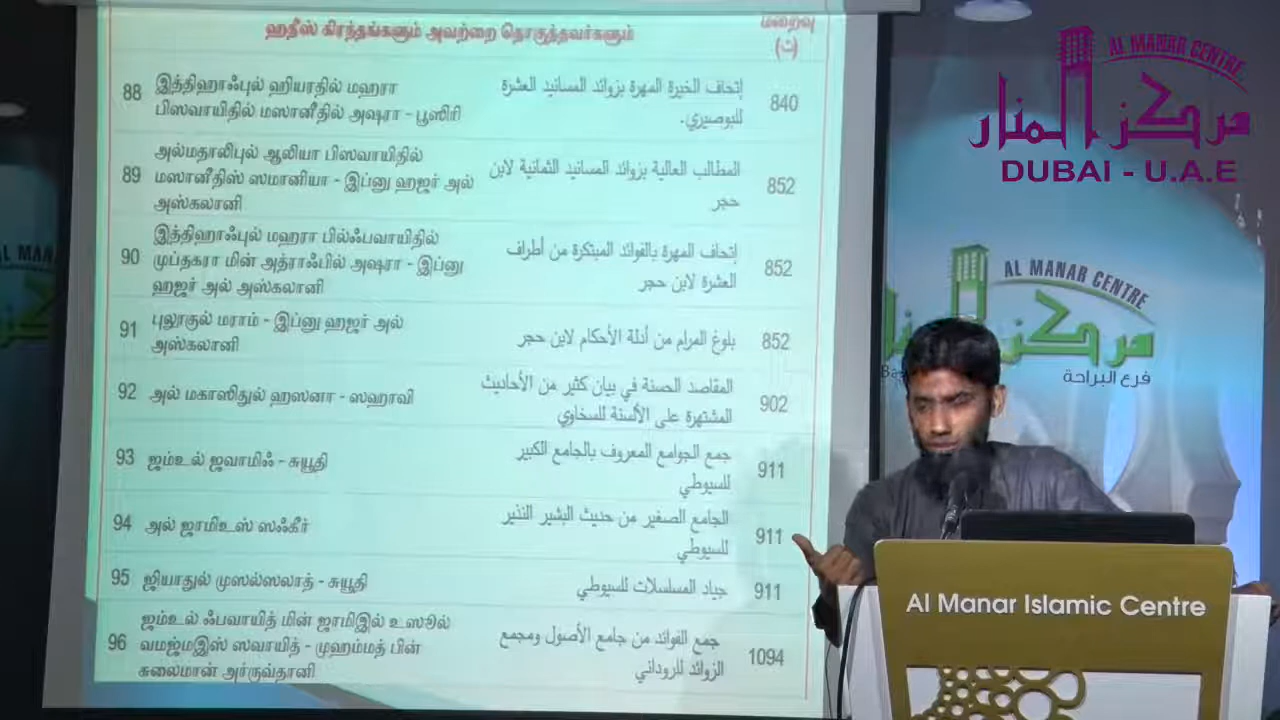 ஹதீஸ் கிரந்தங்களும் அவற்றை தொகுத்தவர்களும்
மறைவு
(ஹி)
88
இத்திஹாஃபுல் ஹியரதில் மஹரா
பிஸவாயிதில் மஸானீதில் அஷரா - பூஸிரி
إتحاف الخيرة المهرة بزوائد المسانيد العشرة
للبوصيري.
840
89
அல்மதாலிபுல் ஆலியா பிஸவாயிதில்
மஸானீதிஸ் ஸமானியா - இப்னு ஹஜர் அல்
அஸ்கலானி
المطالب العالية بزوائد المسانيد الثمانية لابن
حجر
852
90
இத்திஹாஃபுல் மஹரா பில்ஃபவாயிதில்
முப்தகரா மின் அத்ராஃபில் அஷரா - இப்னு
ஹஜர் அல் அஸ்கலானி
إتحاف المهرة بالفوائد المبتكرة من أطراف
العشرة لابن حجر
852
91
புலூகுல் மராம் - இப்னு ஹஜர் அல்
அஸ்கலானி
بلوغ المرام من أدلة الأحكام لابن حجر
852
92
அல் மகாஸிதுல் ஹஸனா - ஸஹாவி
المقاصد الحسنة في بيان كثير من الأحاديث
المشتهرة على الألسنة للسخاوي
902
93
ஜம்உல் ஜவாமிஃ - சுயூதி
جمع الجوامع المعروف بالجامع الكبير
للسيوطي
911
94
அல் ஜாமிஉஸ் ஸஃகீர்
الجامع الصغير من حديث البشير النذير
للسيوطي
911
95
ஜியாதுல் முஸல்ஸலாத் - சுயூதி
جياد المسلسلات للسيوطي
911
96
ஜம்உல் ஃபவாயித் மின் ஜாமிஇல் உஸூல்
வமஜ்மஇஸ் ஸவாயித் - முஹம்மத் பின்
சுலைமான் அர்ருவ்தானி
جمع الفوائد من جامع الأصول ومجمع
الزوائد للروداني
1094
AL MANAR CENTRE
مركز المنار
DUBAI - U.A.E
AL MANAR CENTRE
مركز المنار
فرع البراحة
Al Manar Islamic Centre